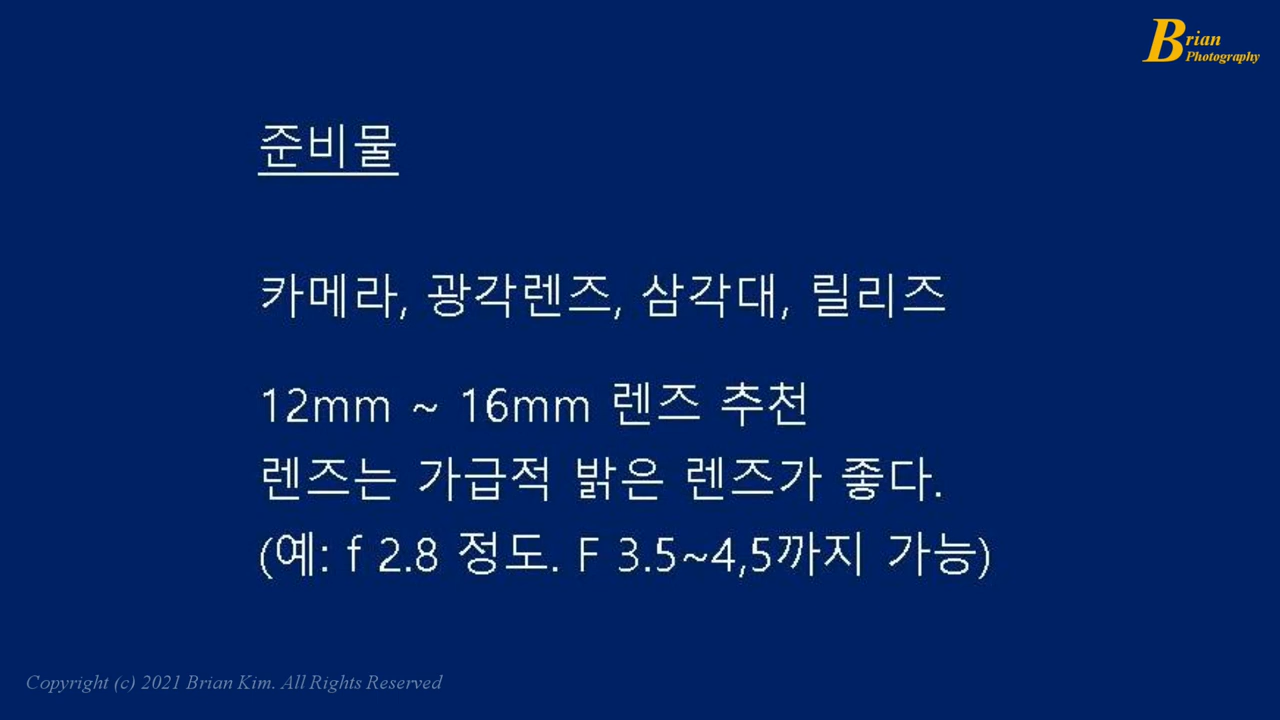 Brian
Photography
준비물
카메라, 광각렌즈, 삼각대, 릴리즈
12mm ~ 16mm 렌즈 추천
렌즈는 가급적 밝은 렌즈가 좋다.
(예: f 2.8 정도. F 3.5~4,5까지 가능)
Copyright (c) 2021 Brian Kim. All Rights Reserved